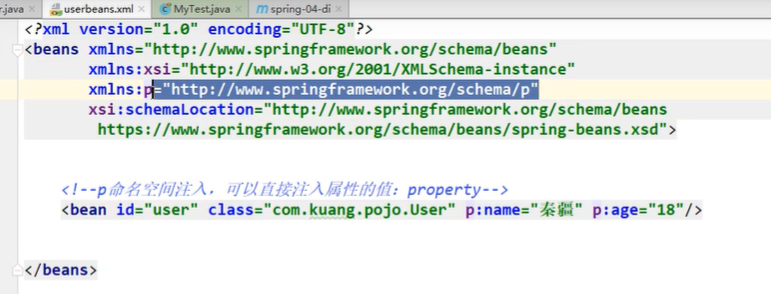 r.java userbeans.xml MyTest.java spring-04-di
<?xml version="1.0" encoding="UTF-8"?>
<beans xmlns="http://www.springframework.org/schema/beans"
xmlns:xsi="http://www.w3.org/2001/XMLSchema-instance"
xmlns:p="http://www.springframework.org/schema/p"
xsi:schemaLocation="http://www.springframework.org/schema/beans
https://www.springframework.org/schema/beans/spring-beans.xsd">
<!--p命名空间注入，可以直接注入属性的值：property-->
<bean id="user" class="com.kuang.pojo.User" p:name="秦疆" p:age="18"/>
</beans>